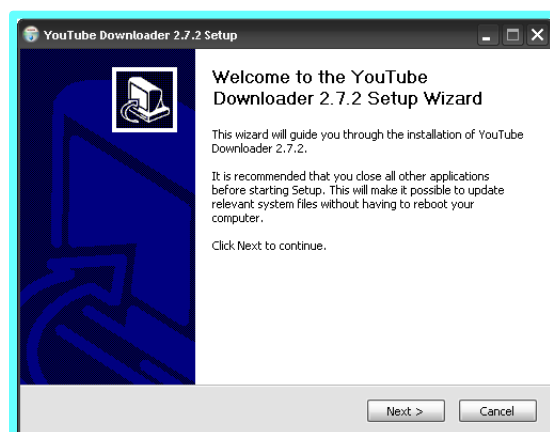 YouTube Downloader 2.7.2 Setup
Welcome to the YouTube
Downloader 2.7.2 Setup Wizard
This wizard will guide you through the installation of YouTube
Downloader 2.7.2.
It is recommended that you close all other applications
before starting Setup. This will make it possible to update
relevant system files without having to reboot your
computer.
Click Next to continue.
Next > Cancel